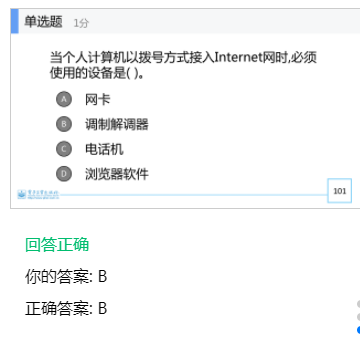 单选题 1分
当个人计算机以拨号方式接入Internet网时,必须
使用的设备是( )。
A 网卡
B 调制解调器
C 电话机
D 浏览器软件
101
回答正确
你的答案: B
正确答案: B